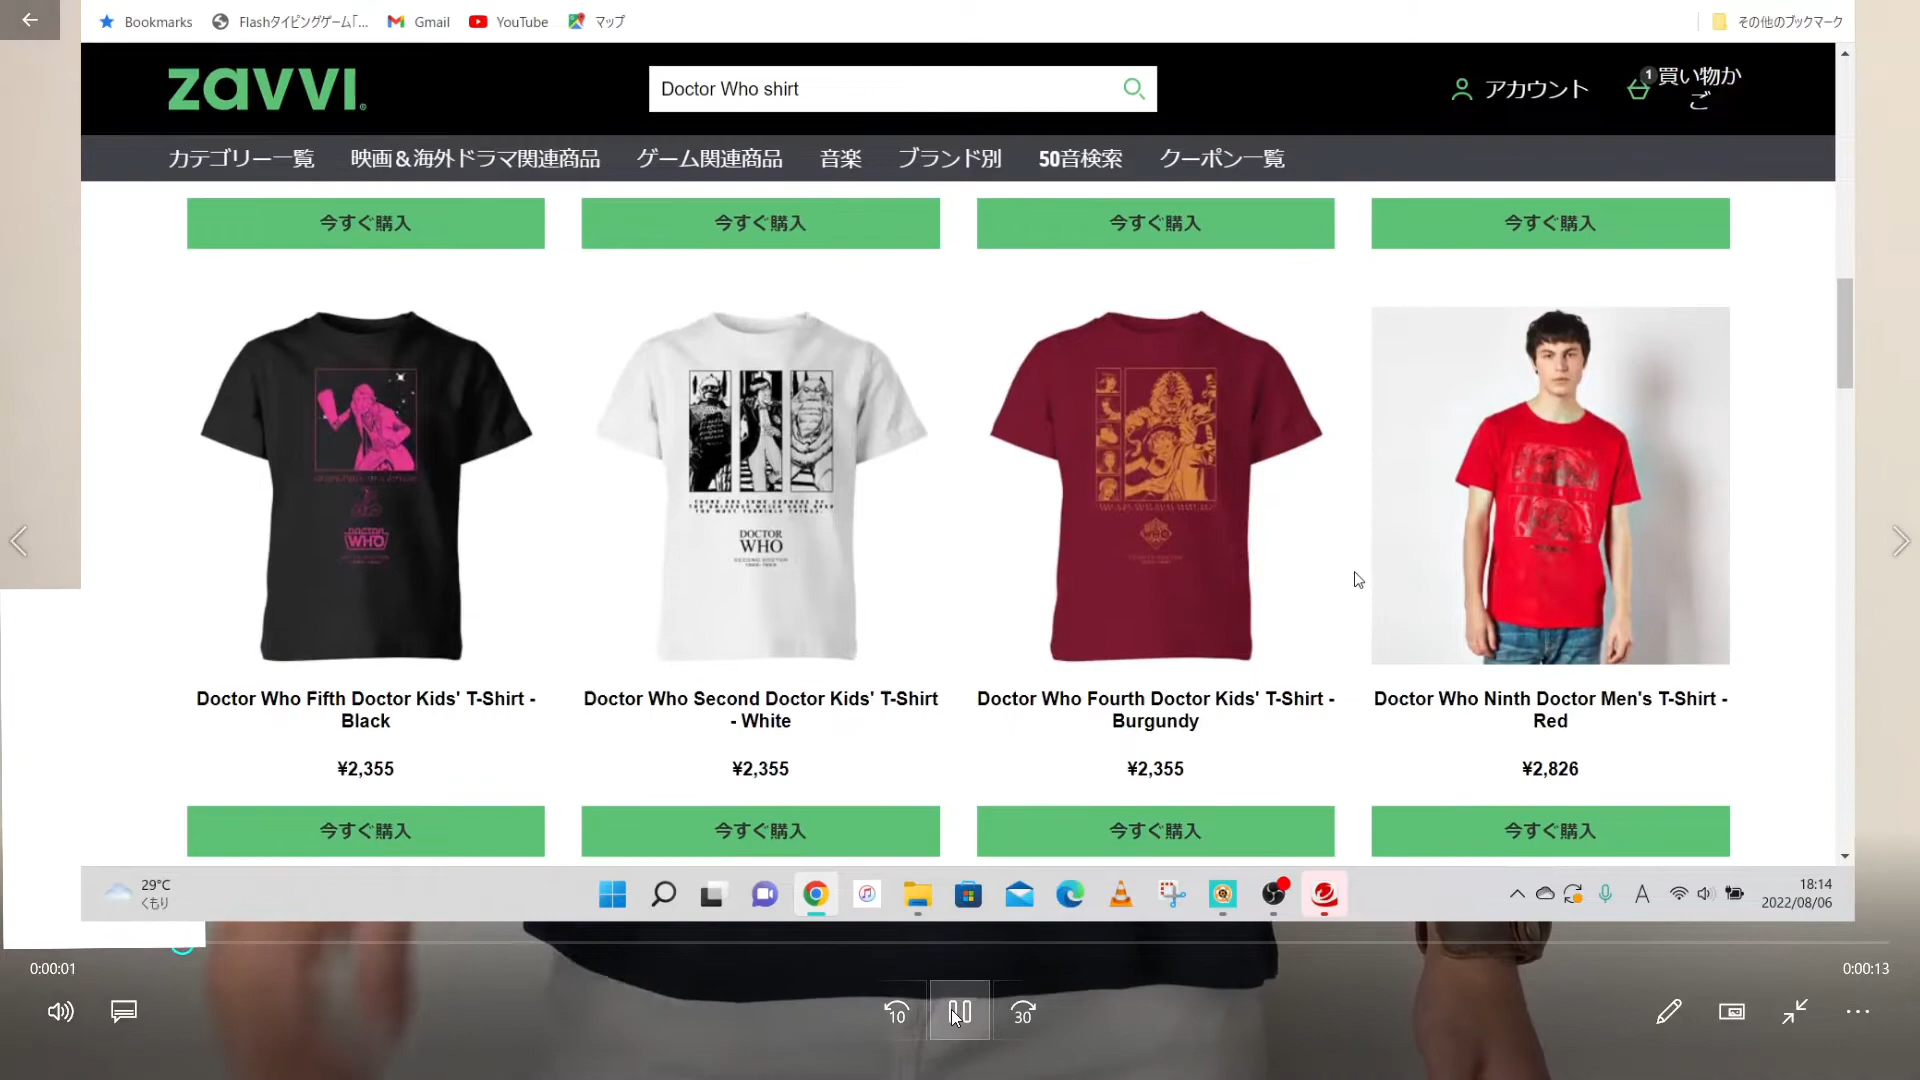 Bookmarks Flashタイピングゲーム「... Gmail YouTube マップ その他のブックマーク
zavvi
Doctor Who shirt
アカウント
1
買い物か
ご
カテゴリー一覧 映画＆海外ドラマ関連商品 ゲーム関連商品 音楽 ブランド別 50音検索 クーポン一覧
今すぐ購入 今すぐ購入 今すぐ購入 今すぐ購入
DOCTOR
WHO
DOCTOR
WHO
WHO
Doctor Who Fifth Doctor Kids' T-Shirt -
Black
¥2,355
Doctor Who Second Doctor Kids' T-Shirt
- White
¥2,355
Doctor Who Fourth Doctor Kids' T-Shirt -
Burgundy
¥2,355
Doctor Who Ninth Doctor Men's T-Shirt -
Red
¥2,826
今すぐ購入 今すぐ購入 今すぐ購入 今すぐ購入
29°C
くもり
A
18:14
2022/08/06
0:00:01
0:00:13
10
30